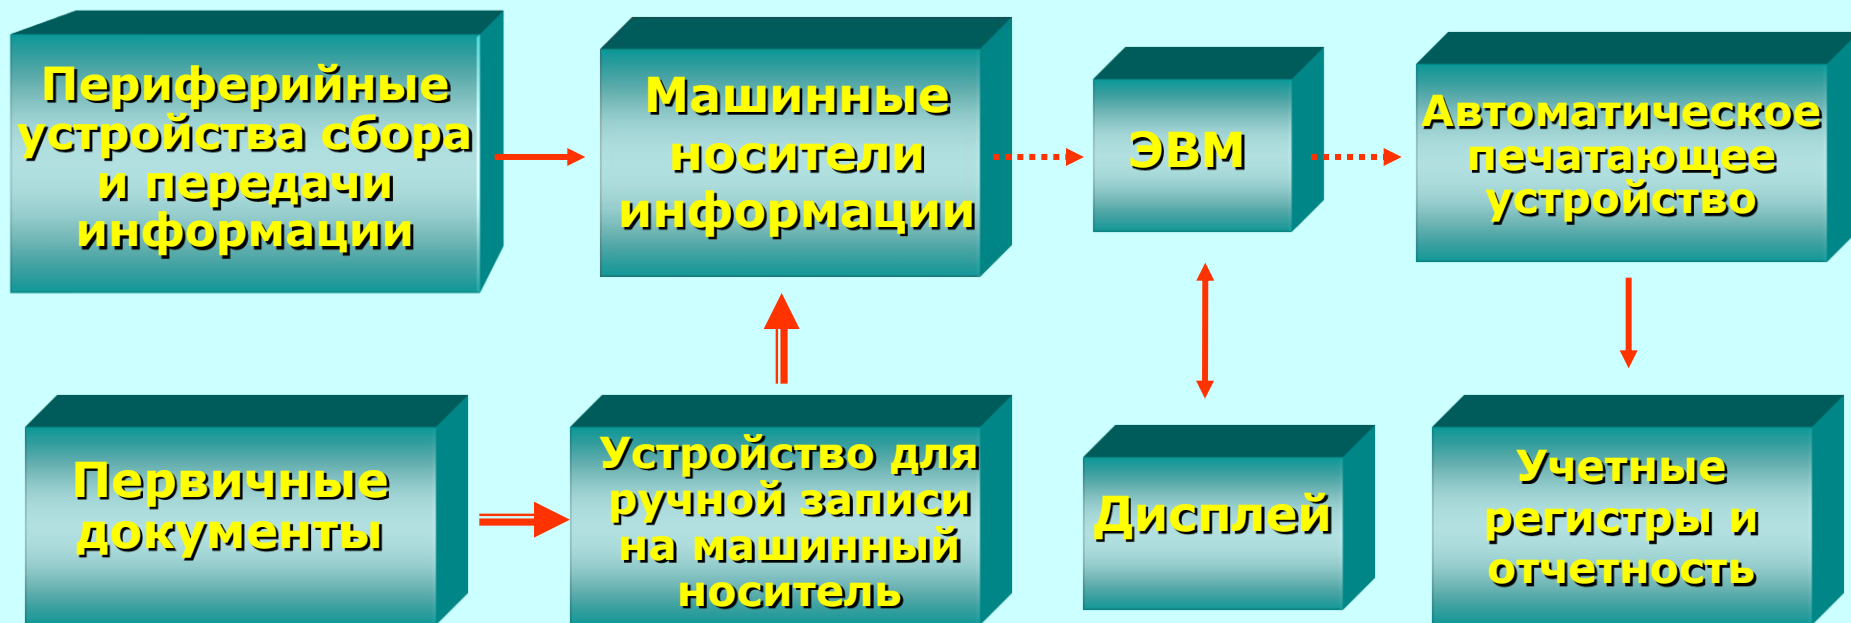 Периферийные
устройства сбора
и передачи
информации
Машинные
носители
информации
ЭВМ
Автоматическое
печатающее
устройство
Первичные
документы
Устройство для
ручной записи
на машинный
носитель
Дисплей
Учетные
регистры и
отчетность